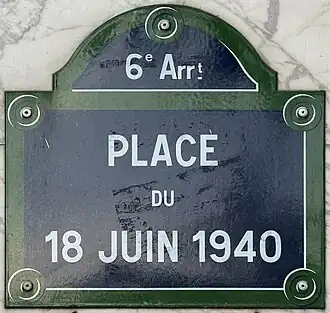 6e Arrt
PLACE
DU
18 JUIN 1940